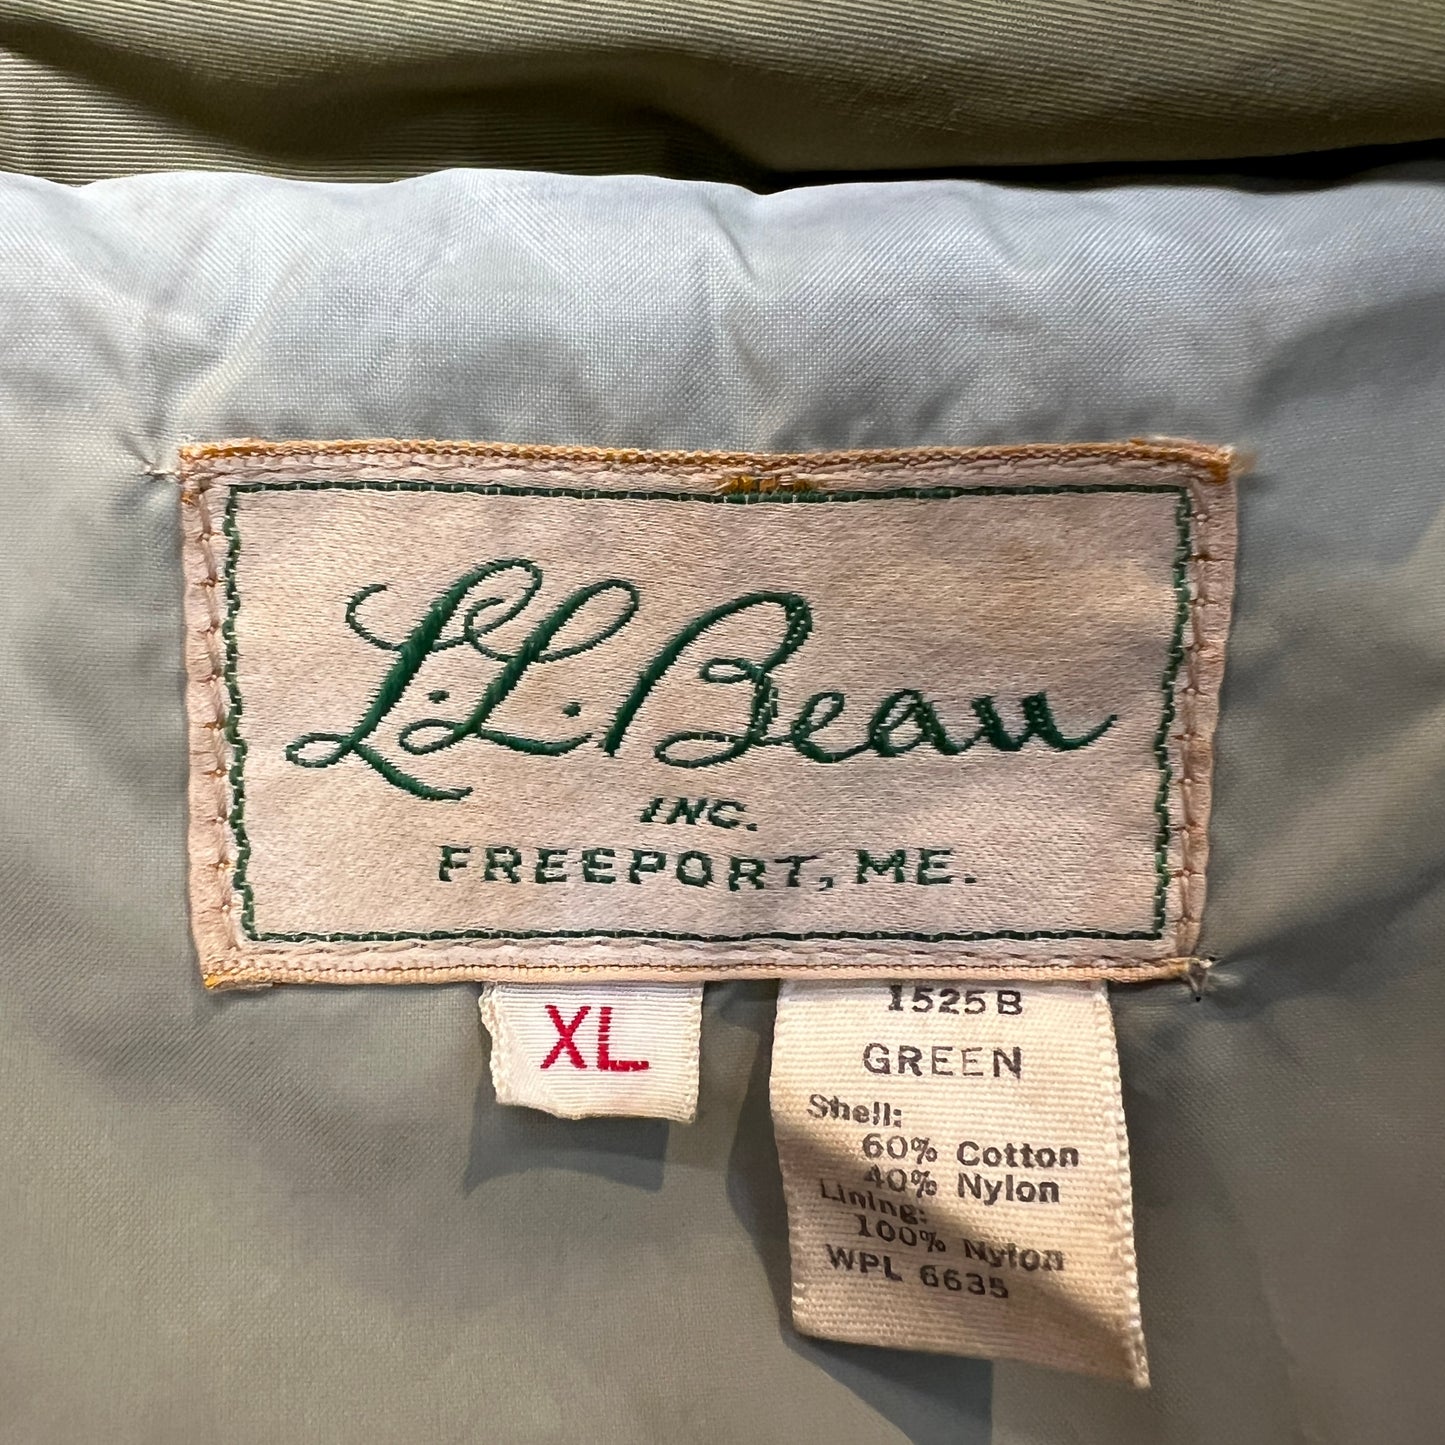 L.L.Bean
INC.
FREEPORT, ME.
XL
1525B
GREEN
Shell:
60% Cotton
40% Nylon
Lining:
100% Nylon
WPL 6635